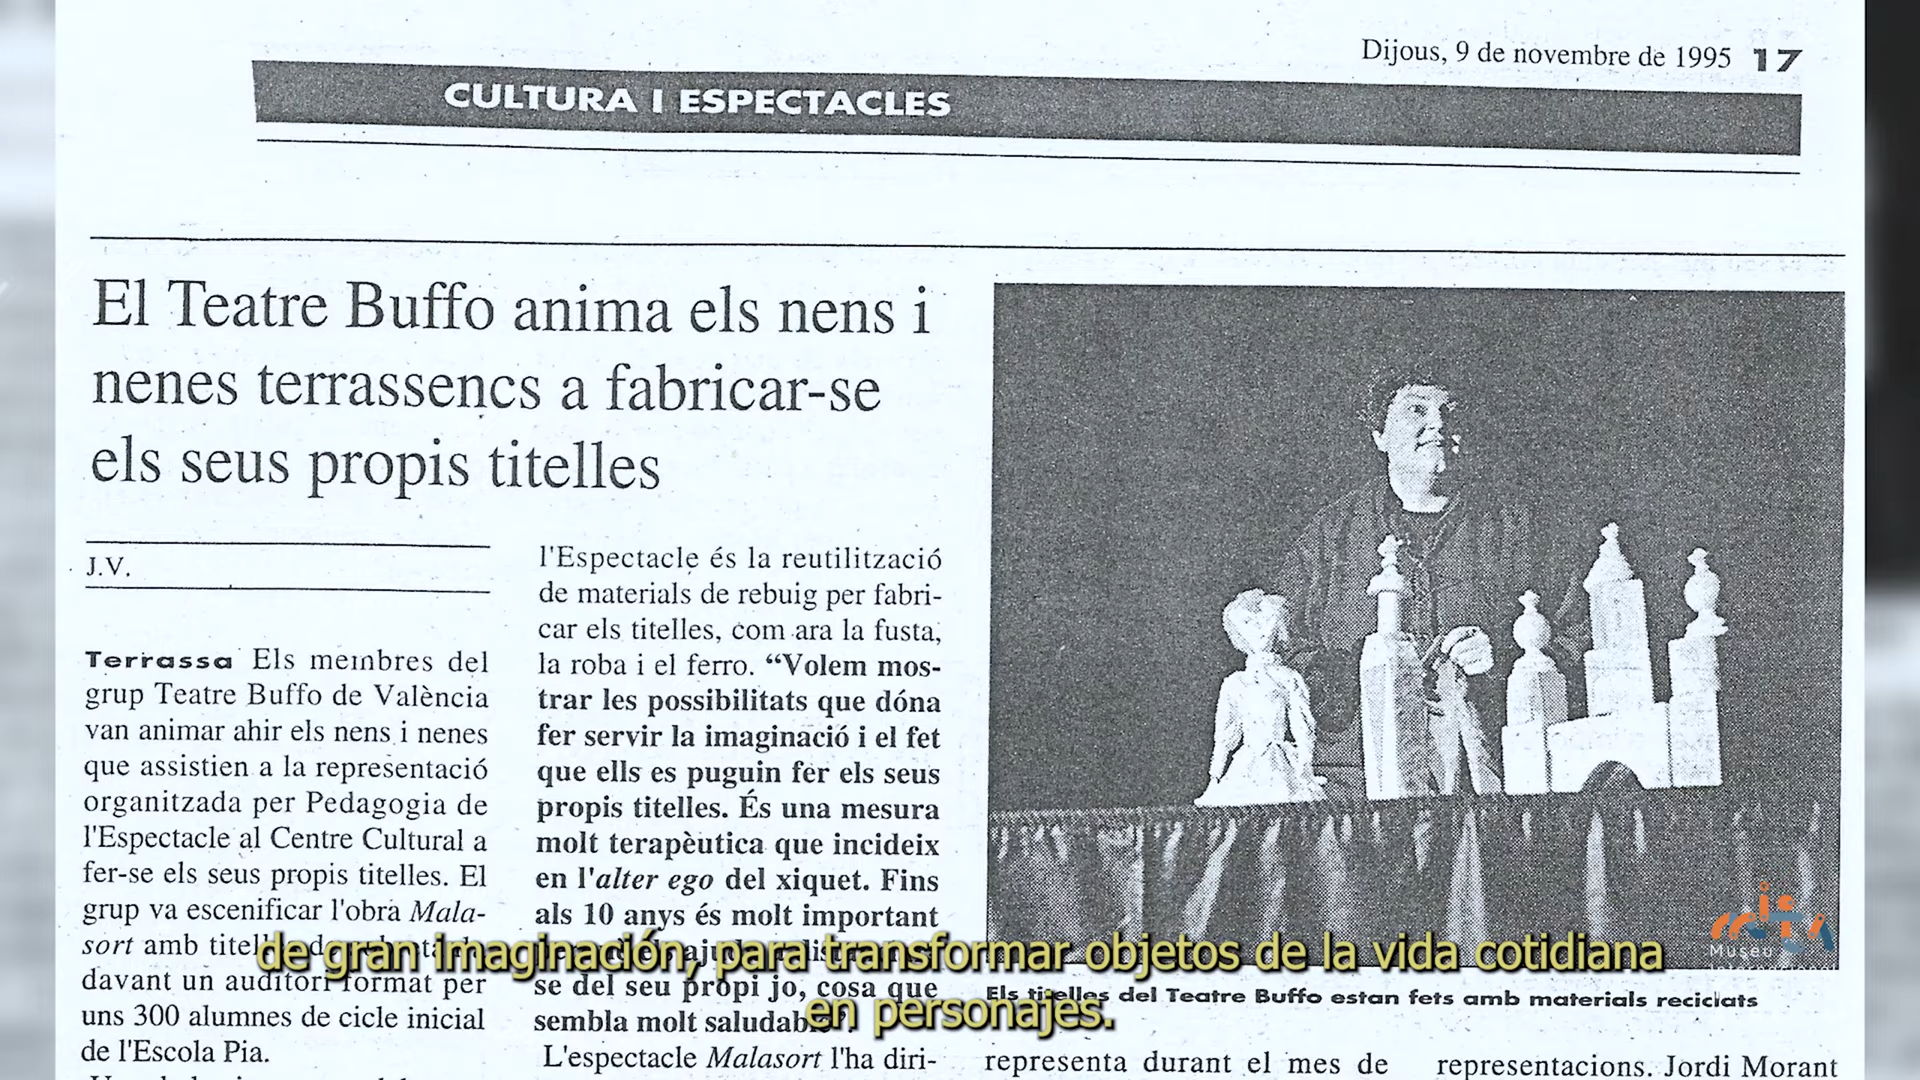 Dijous, 9 de novembre de 1995 17
CULTURA I ESPECTACLES
El Teatre Buffo anima els nens i
nenes terrassencs a fabricar-se
els seus propis titelles
J.V.
Terrassa Els membres del
grup Teatre Buffo de València
van animar ahir els nens i nenes
que assistien a la representació
organitzada per Pedagogia de
l'Espectacle al Centre Cultural a
fer-se els seus propis titelles. El
grup va escenificar l'obra Mala-
sort amb
davant un auditori format per
uns 300 alumnes de cicle inicial
de l'Escola Pia.
l'Espectacle és la reutilització
de materials de rebuig per fabri-
car els titelles, com ara la fusta,
la roba i el ferro. “Volem mos-
trar les possibilitats que dóna
fer servir la imaginació i el fet
que ells es puguin fer els seus
propis titelles. És una mesura
molt terapèutica que incideix
en l'alter ego del xiquet. Fins
als 10 anys és molt important
se del seu propi jo, cosa que
sembla molt saludable”.
L'espectacle Malasort l'ha diri-
Els titelles del Teatre Buffo estan fets amb materials reciclats
representa durant el mes de
representacions. Jordi Morant
Museu
de gran imaginación, para transformar objetos de la vida cotidiana
en personajes.